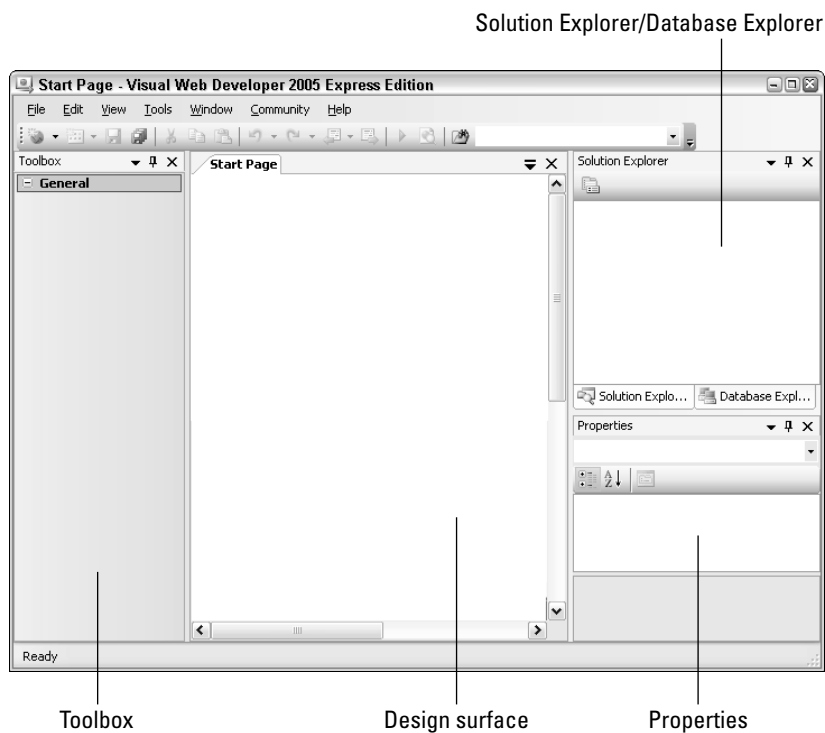 Solution Explorer/Database Explorer
Start Page - Visual Web Developer 2005 Express Edition
File Edit View Tools Window Community Help
Toolbox
General
Start Page
Solution Explorer
Solution Explo...
Database Expl...
Properties
Ready
Toolbox
Design surface
Properties